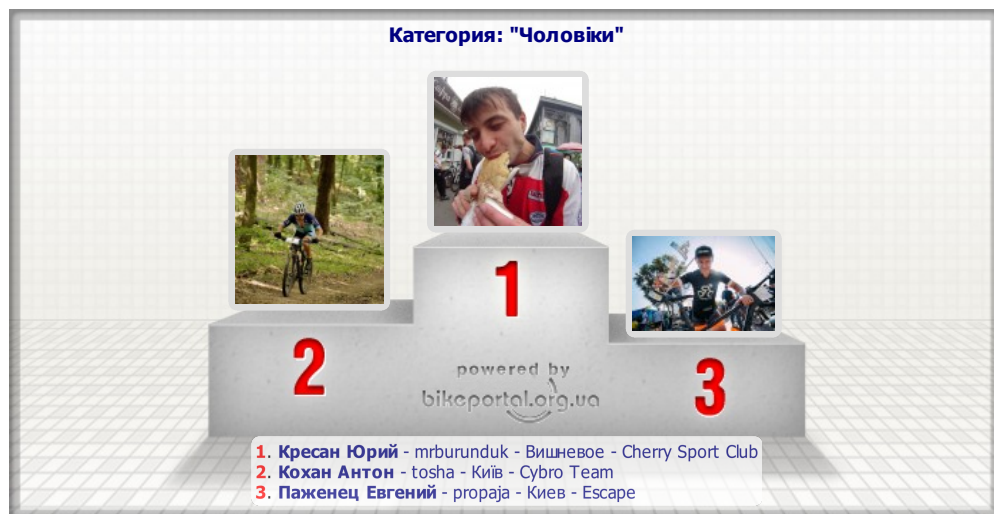 Категория: "Чоловіки"
1
2
3
powered by
bikeportal.org.ua
1. Кресан Юрий - mrburunduk - Вишневое - Cherry Sport Club
2. Кохан Антон - tosha - Київ - Cybro Team
3. Паженец Евгений - propaja - Киев - Escape